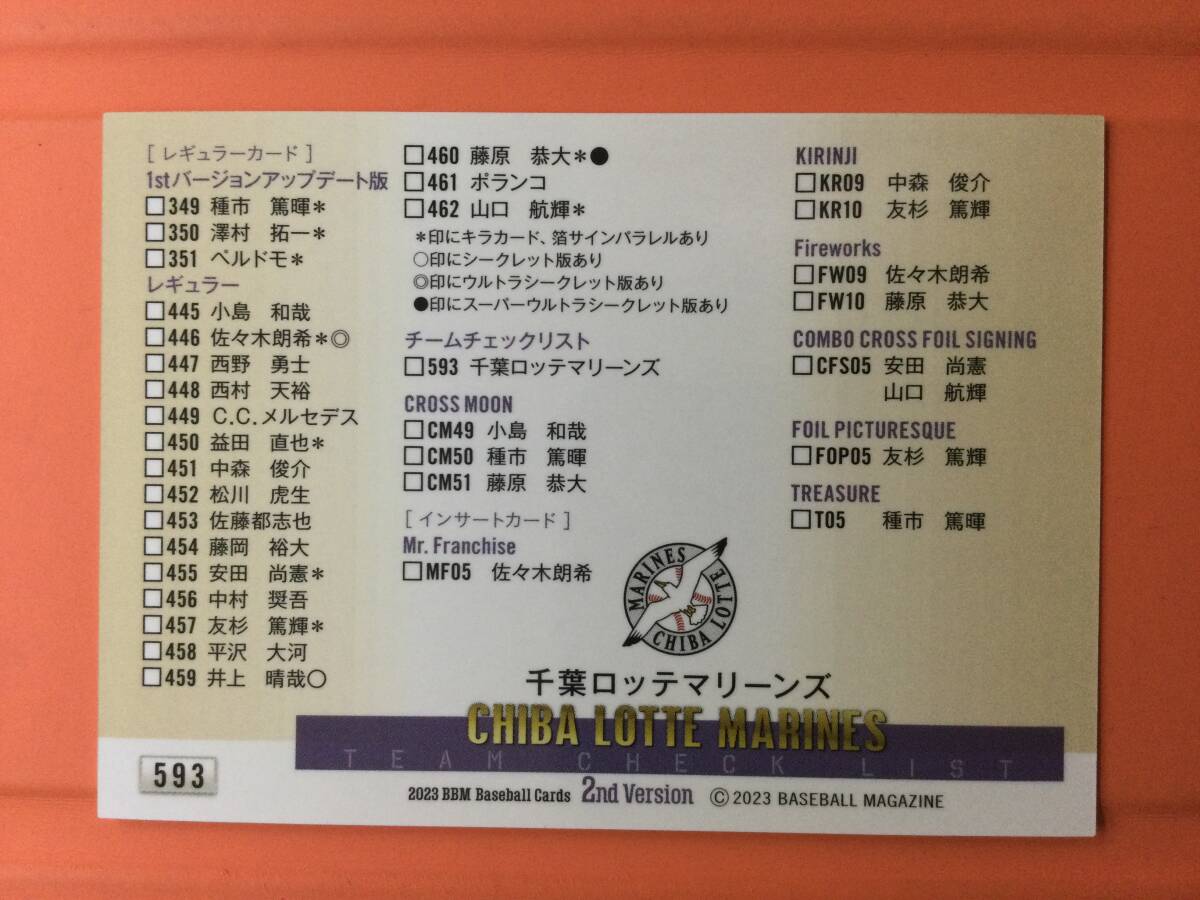 [ レギュラーカード ]
1stバージョンアップデート版
□349 種市 篤暉*
□350 澤村 拓一*
□351 ペルドモ*
レギュラー
□445 小島 和哉
□446 佐々木朗希*◎
□447 西野 勇士
□448 西村 天裕
□449 C.C.メルセデス
□450 益田 直也*
□451 中森 俊介
□452 松川 虎生
□453 佐藤都志也
□454 藤岡 裕大
□455 安田 尚憲*
□456 中村 奨吾
□457 友杉 篤輝*
□458 平沢 大河
□459 井上 晴哉○
□460 藤原 恭大*●
□461 ポランコ
□462 山口 航輝*
*印にキラカード、箔サインパラレルあり
○印にシークレット版あり
◎印にウルトラシークレット版あり
●印にスーパーウルトラシークレット版あり
チームチェックリスト
□593 千葉ロッテマリーンズ
CROSS MOON
□CM49 小島 和哉
□CM50 種市 篤暉
□CM51 藤原 恭大
[ インサートカード ]
Mr. Franchise
□MF05 佐々木朗希
KIRINJI
□KR09 中森 俊介
□KR10 友杉 篤輝
Fireworks
□FW09 佐々木朗希
□FW10 藤原 恭大
COMBO CROSS FOIL SIGNING
□CFS05 安田 尚憲
山口 航輝
FOIL PICTURESQUE
□FOP05 友杉 篤輝
TREASURE
□T05 種市 篤暉
MARINES
CHIBA LOTTE
千葉ロッテマリーンズ
CHIBA LOTTE MARINES
TEAM CHECK LIST
593
2023 BBM Baseball Cards 2nd Version ©2023 BASEBALL MAGAZINE